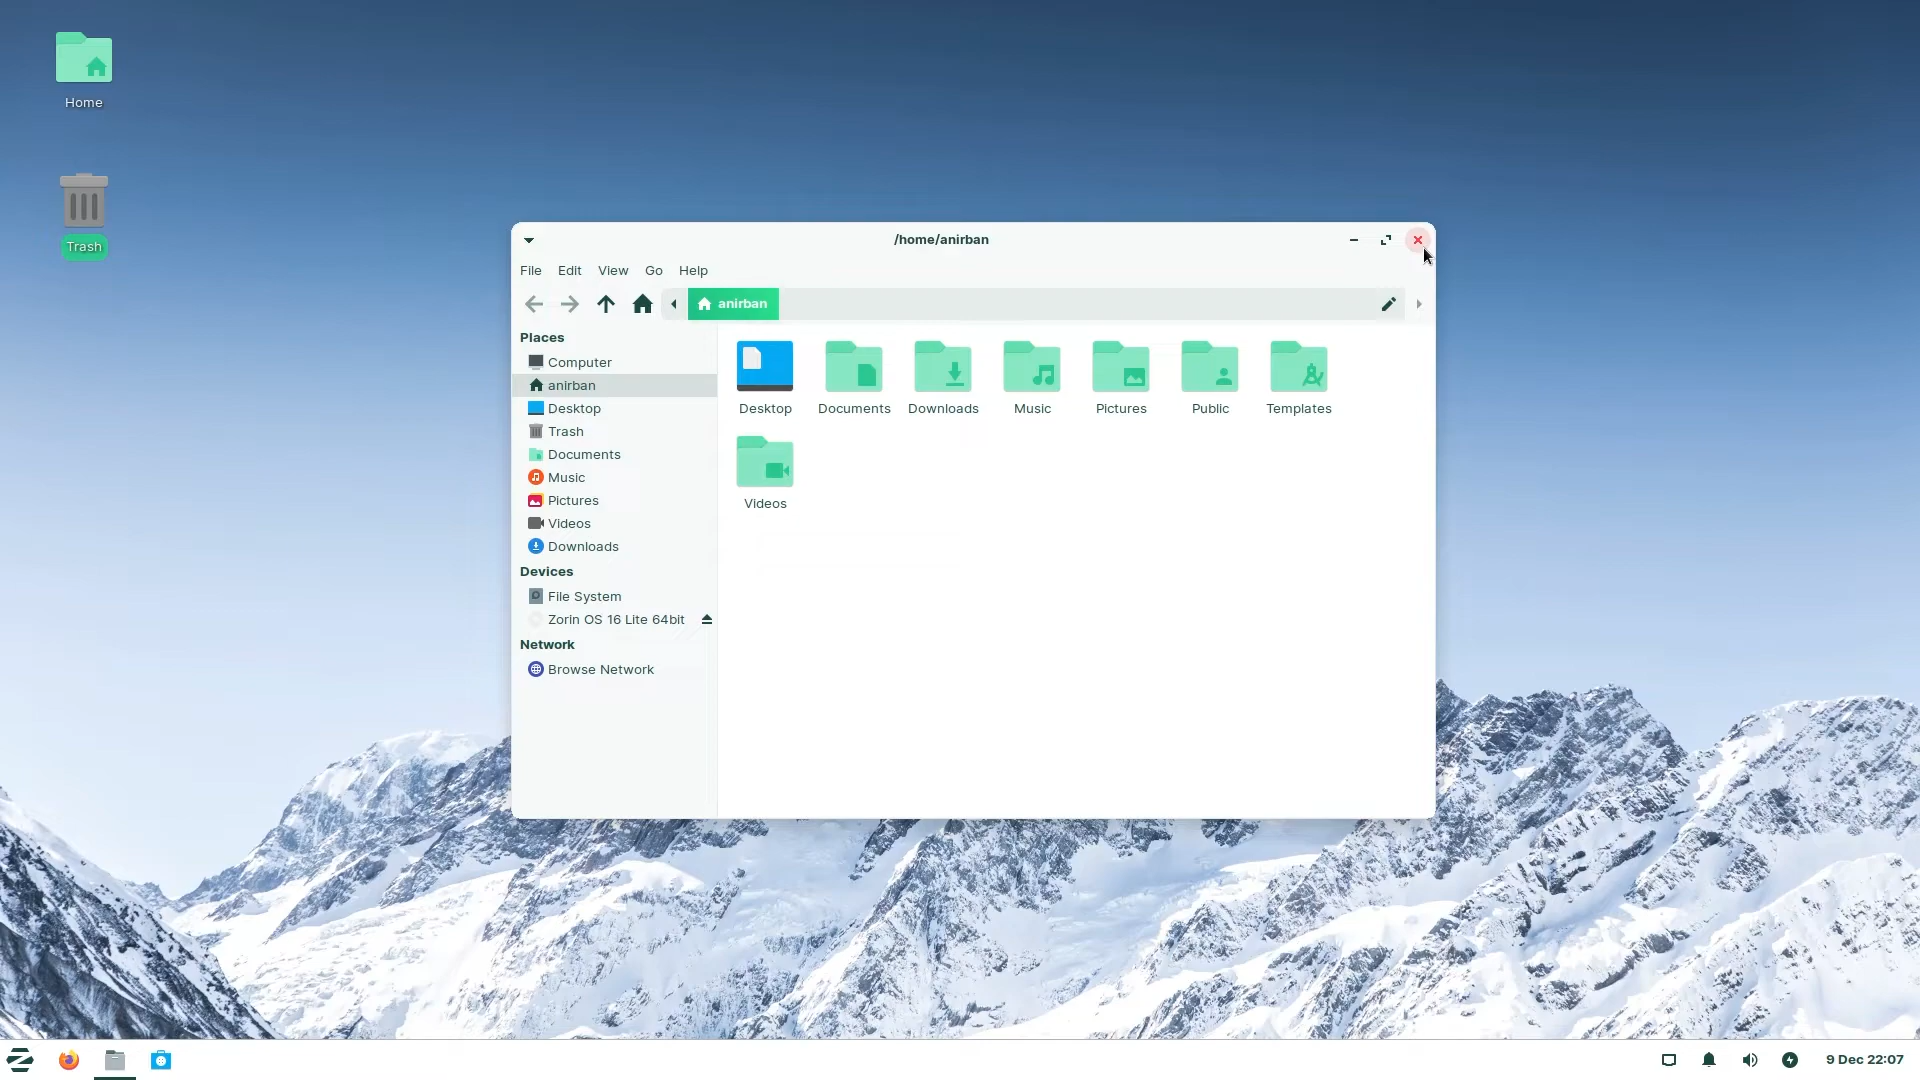 Home
Trash
/home/anirban
File Edit View Go Help
anirban
Places
Computer
anirban
Desktop
Trash
Documents
Music
Pictures
Videos
Downloads
Devices
File System
Zorin OS 16 Lite 64bit
Network
Browse Network
Desktop Documents Downloads Music Pictures Public Templates
Videos
9 Dec 22:07